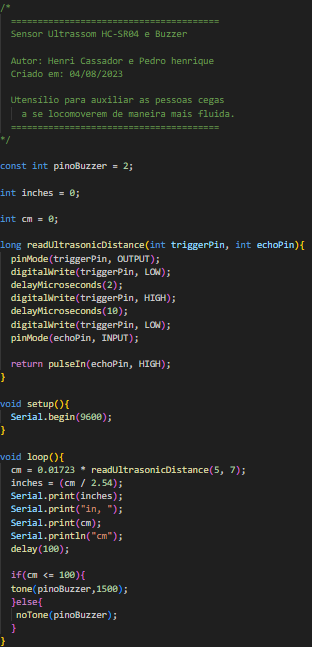 /*
  =======================================
  Sensor Ultrassom HC-SR04 e Buzzer

  Autor: Henri Cassador e Pedro henrique
  Criado em: 04/08/2023

  Utensílio para auxiliar as pessoas cegas
    a se locomoverem de maneira mais fluida.
  =======================================
*/

const int pinoBuzzer = 2;

int inches = 0;

int cm = 0;

long readUltrasonicDistance(int triggerPin, int echoPin){
  pinMode(triggerPin, OUTPUT);
  digitalWrite(triggerPin, LOW);
  delayMicroseconds(2);
  digitalWrite(triggerPin, HIGH);
  delayMicroseconds(10);
  digitalWrite(triggerPin, LOW);
  pinMode(echoPin, INPUT);

  return pulseIn(echoPin, HIGH);
}

void setup(){
  Serial.begin(9600);
}

void loop(){
  cm = 0.01723 * readUltrasonicDistance(5, 7);
  inches = (cm / 2.54);
  Serial.print(inches);
  Serial.print("in, ");
  Serial.print(cm);
  Serial.println("cm");
  delay(100);

  if(cm <= 100){
  tone(pinoBuzzer,1500);
  }else{
   noTone(pinoBuzzer);
  }
}